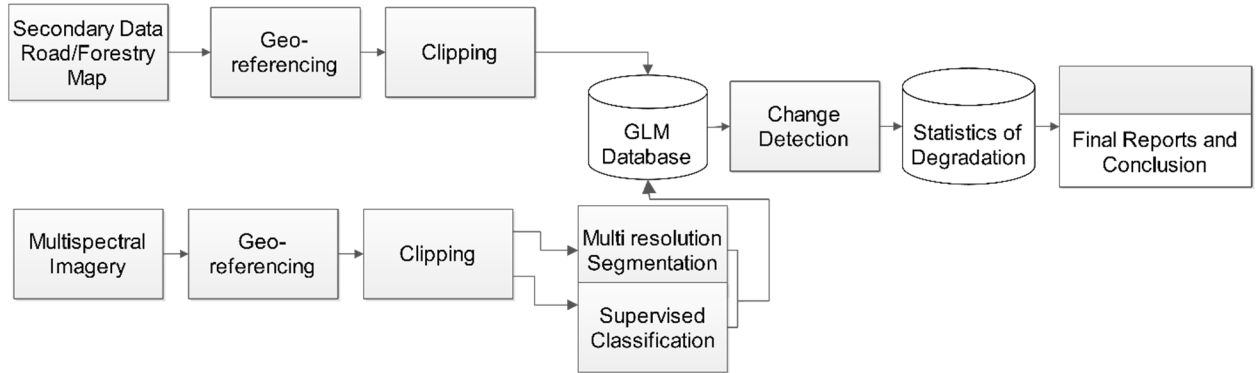 Secondary Data
Road/Forestry
Map
Geo-
referencing
Clipping
GLM
Database
Change
Detection
Statistics of
Degradation
Final Reports and
Conclusion
Multispectral
Imagery
Geo-
referencing
Clipping
Multi resolution
Segmentation
Supervised
Classification